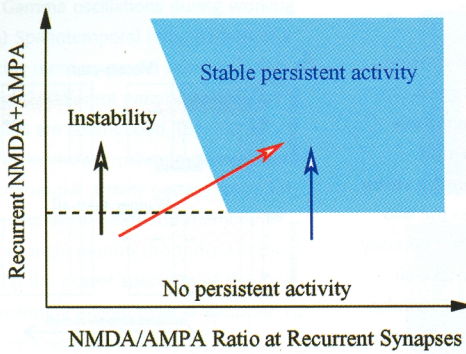 Stable persistent activity
Instability
No persistent activity
Recurrent NMDA+AMPA
NMDA/AMPA Ratio at Recurrent Synapses